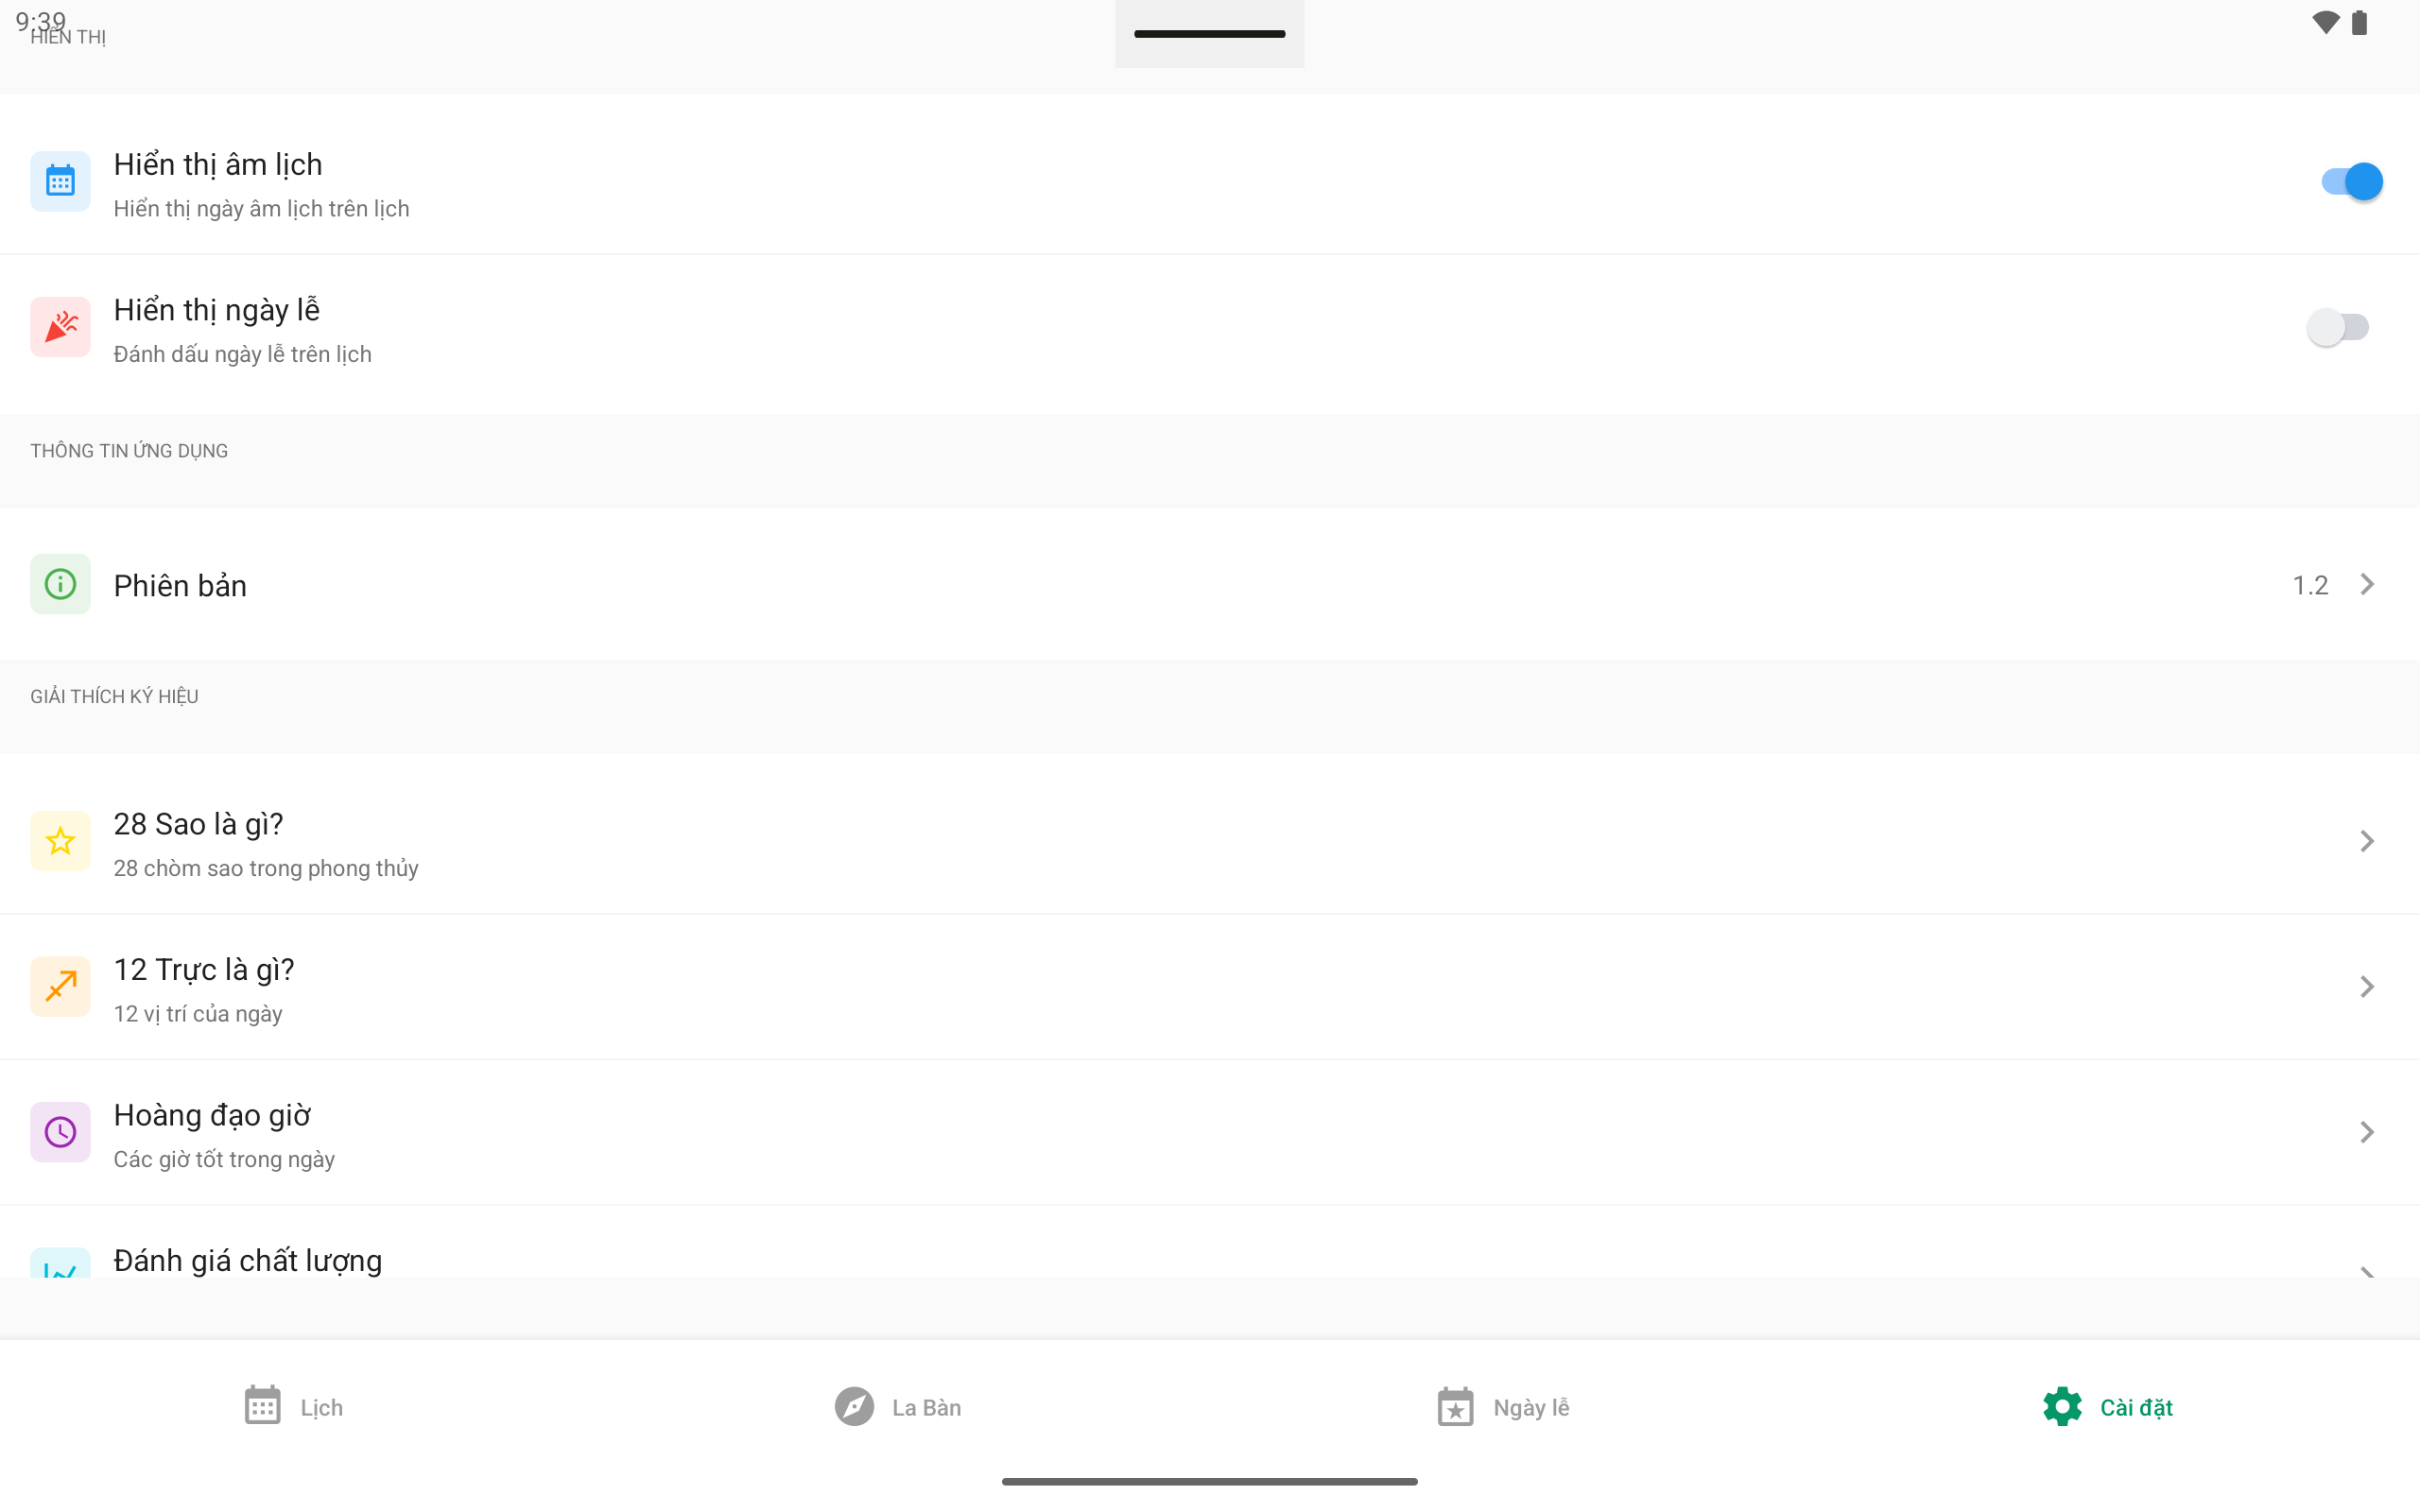 9:39
HIỂN THỊ
Hiển thị âm lịch
Hiển thị ngày âm lịch trên lịch
Hiển thị ngày lễ
Đánh dấu ngày lễ trên lịch
THÔNG TIN ỨNG DỤNG
Phiên bản
1.2
GIẢI THÍCH KÝ HIỆU
28 Sao là gì?
28 chòm sao trong phong thủy
12 Trực là gì?
12 vị trí của ngày
Hoàng đạo giờ
Các giờ tốt trong ngày
Đánh giá chất lượng
Lịch
La Bàn
Ngày lễ
Cài đặt